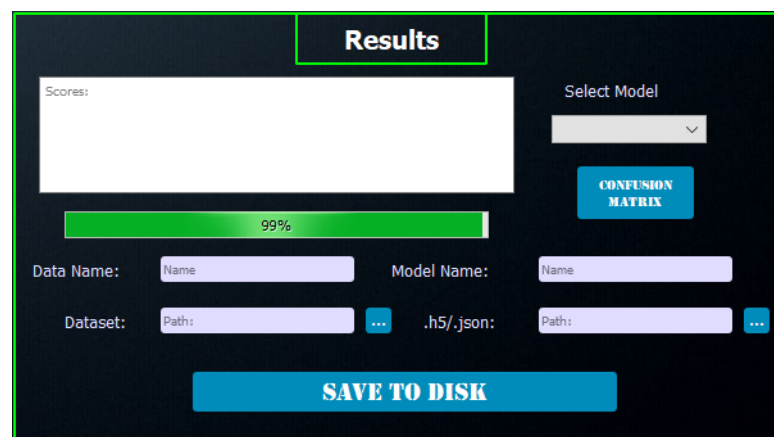 Results
Scores:
Select Model
CONFUSION
MATRIX
99%
Data Name:
Name
Model Name:
Name
Dataset:
Path:
...
.h5/.json:
Path:
...
SAVE TO DISK